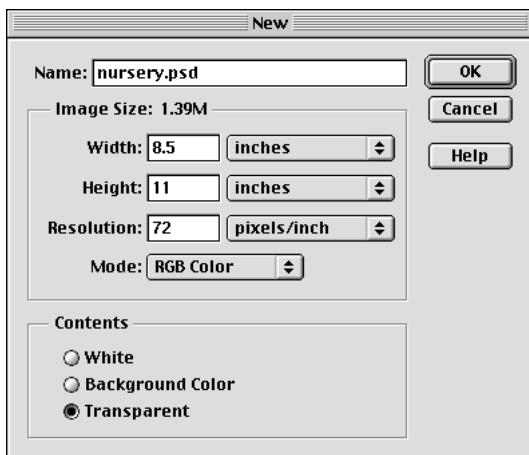 New
Name: nursery.psd
OK
Image Size: 1.39M
Cancel
Width: 8.5 inches
Help
Height: 11 inches
Resolution: 72 pixels/inch
Mode: RGB Color
Contents
White
Background Color
Transparent